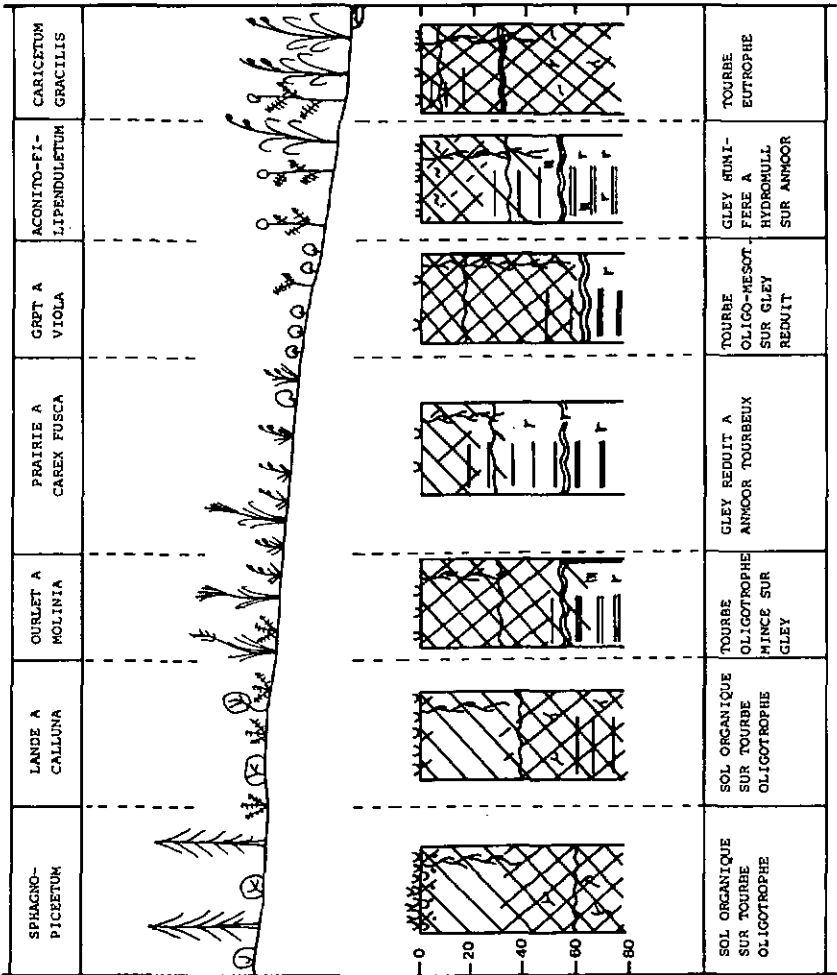 SPHAGNO-
PICEETUM
LANDE A
CALLUNA
OURLET A
MOLINIA
PRAIRIE A
CAREX FUSCA
GRPT A
VIOLA
ACONITO-FI-
LIPENDULETUM
CARICETUM
GRACILIS
0
20
40
60
80
r
r
r
r
r
r
r
r
r
SOL ORGANIQUE
SUR TOURBE
OLIGOTROPHE
SOL ORGANIQUE
SUR TOURBE
OLIGOTROPHE
TOURBE
OLIGOTROPHE
MINCE SUR
GLEY
GLEY REDUIT A
ANMOOR TOURBEUX
TOURBE
OLIGO-MESOT.
SUR GLEY
REDUIT
GLEY HUMI-
FERE A
HYDROMULL
SUR ANMOOR
TOURBE
EUTROPHE